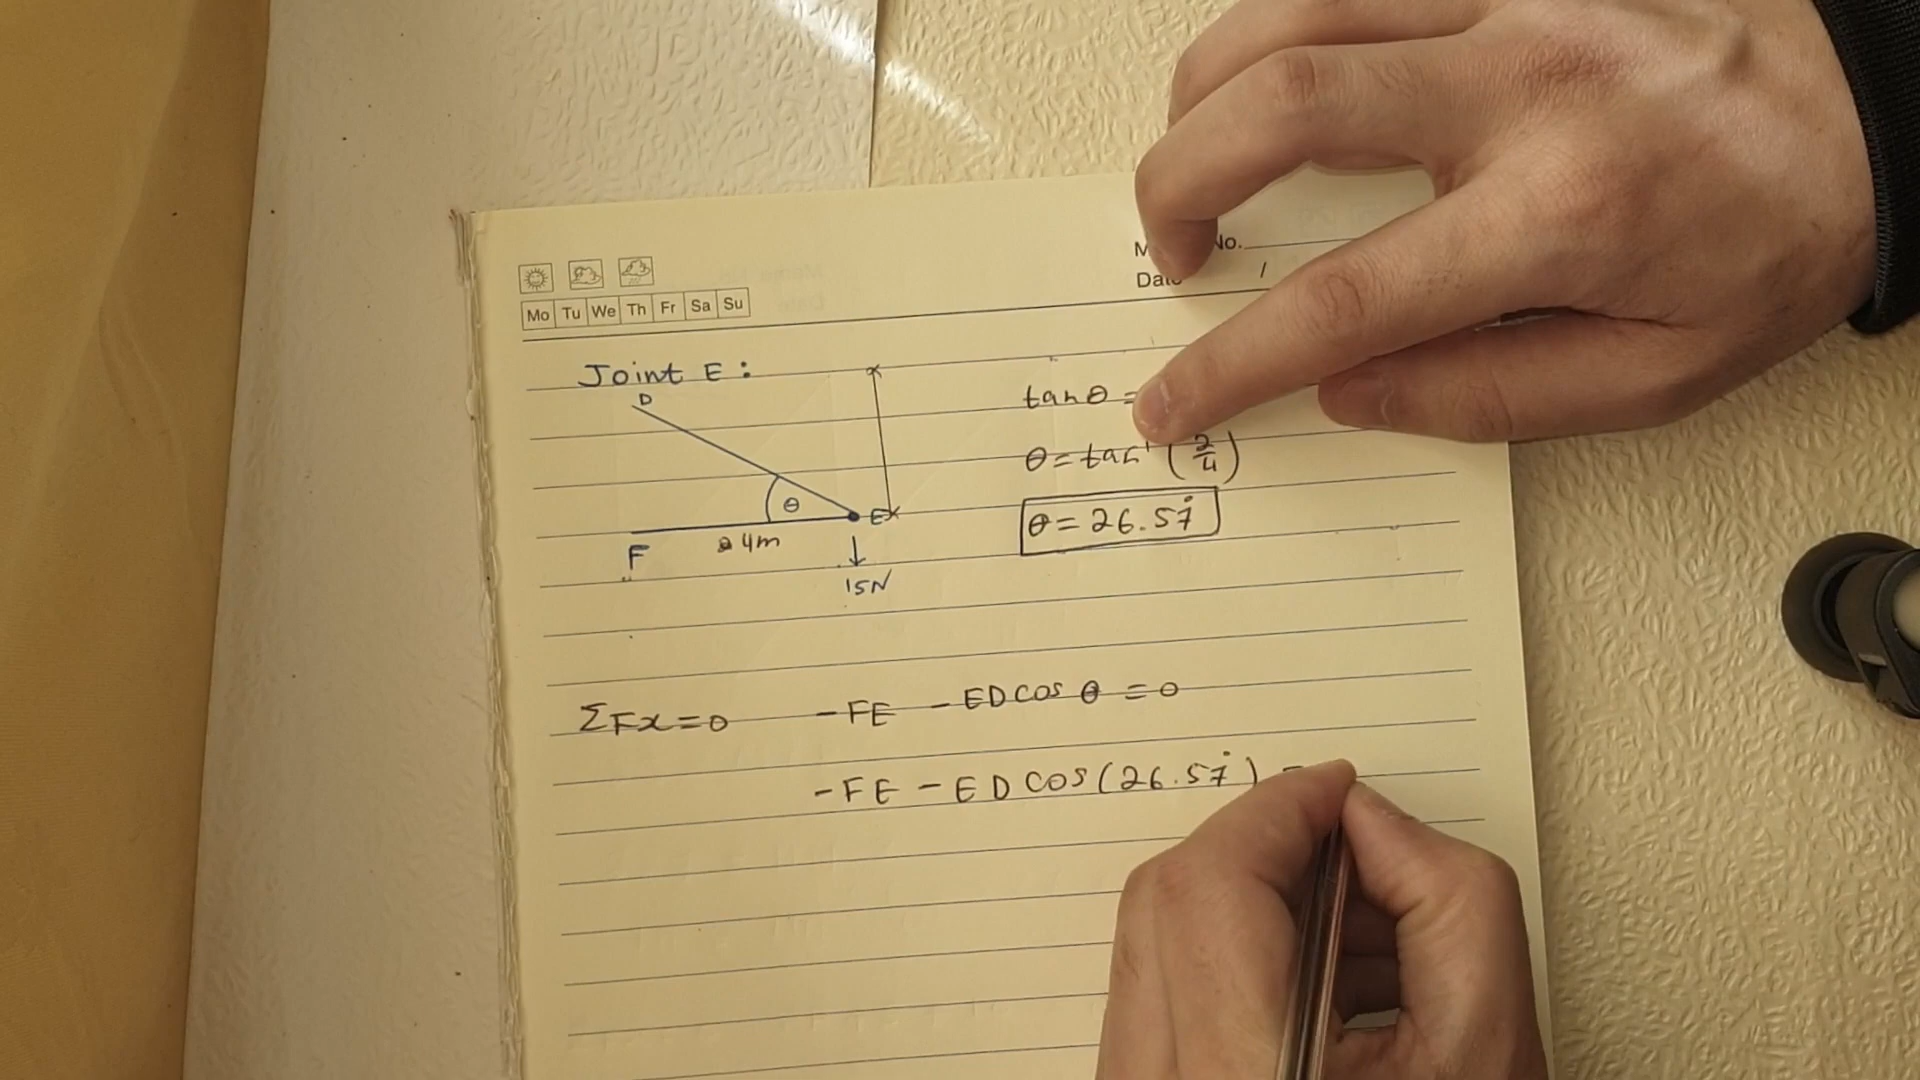 No.
Date /
Mo Tu We Th Fr Sa Su
Joint E :
D
θ
E
F
4m
15N
tanθ =
θ = tan⁻¹ (2/4)
θ = 26.57°
ΣFx = 0 -FE - ED cos θ = 0
-FE - ED cos (26.57°) =